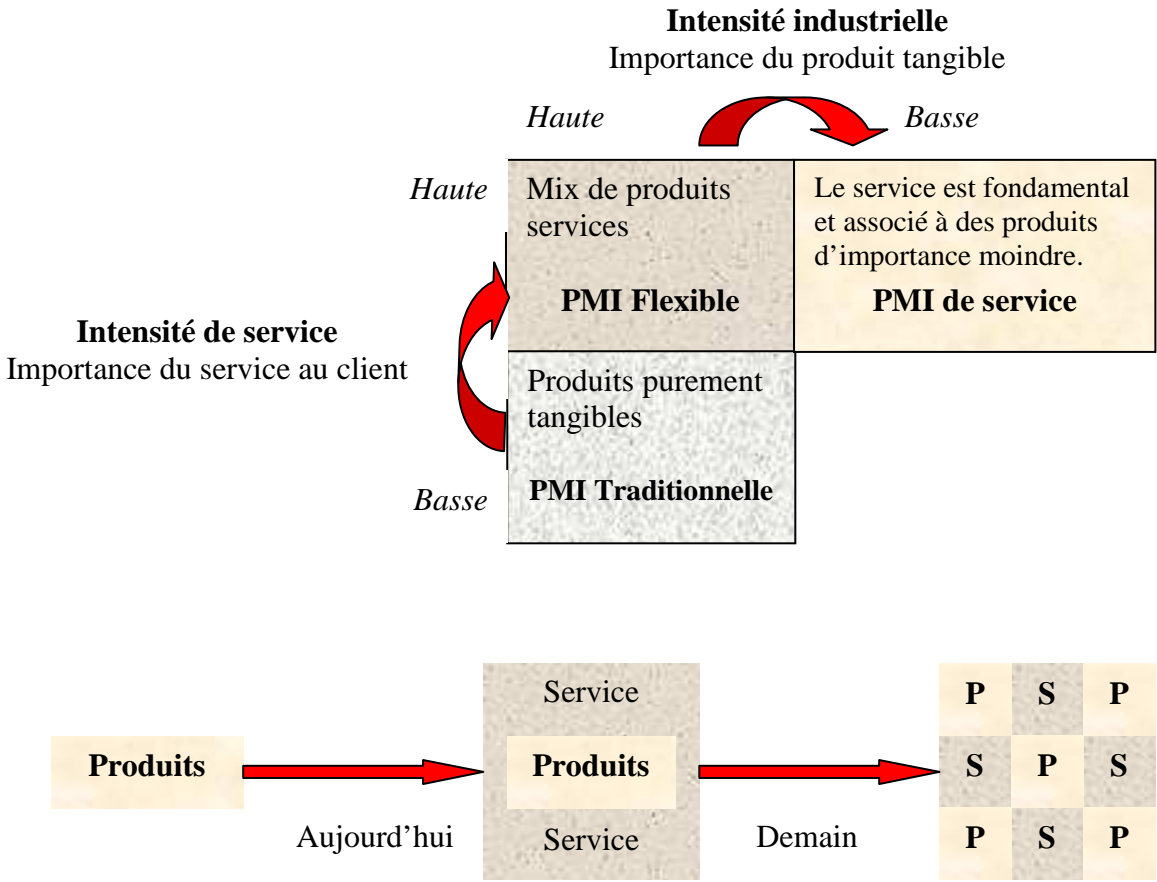 Intensité industrielle
Importance du produit tangible
Haute
Basse
Haute
Mix de produits
services
PMI Flexible
Le service est fondamental
et associé à des produits
d’importance moindre.
PMI de service
Intensité de service
Importance du service au client
Produits purement
tangibles
PMI Traditionnelle
Basse
Produits
Aujourd’hui
Service
Produits
Service
Demain
P S P
S P S
P S P